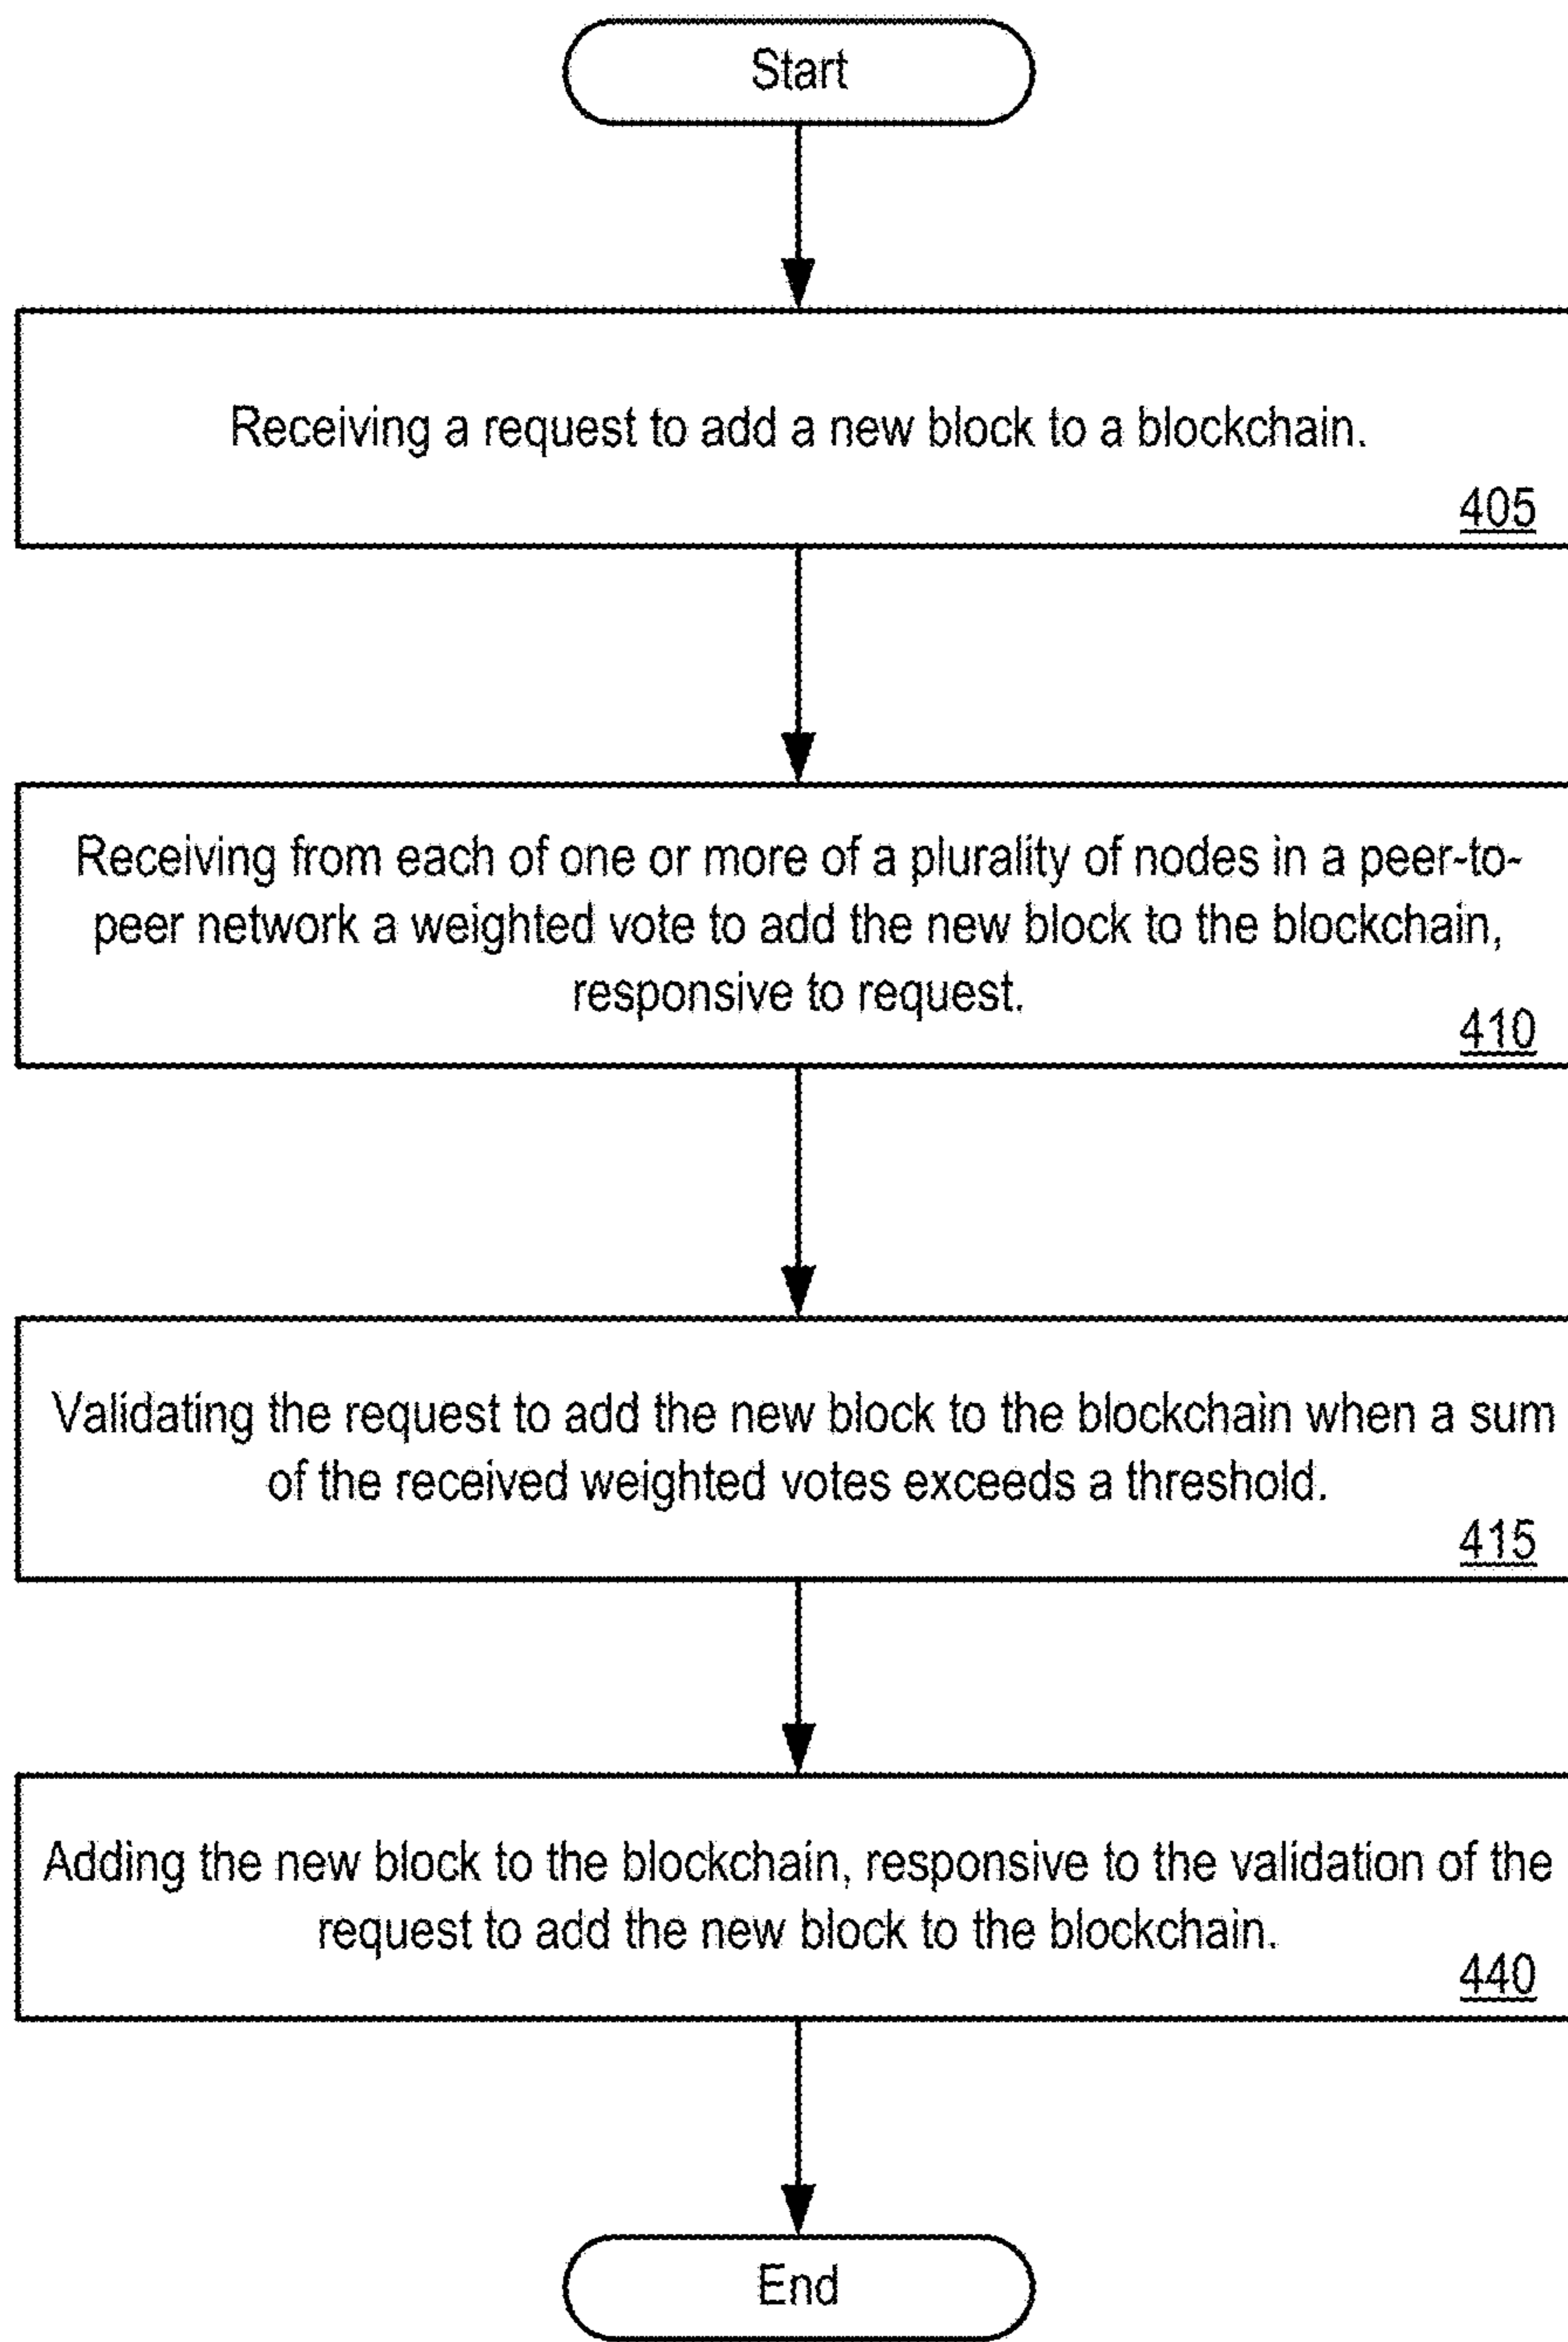 Start
Receiving a request to add a new block to a blockchain.
405
Receiving from each of one or more of a plurality of nodes in a peer-to-
peer network a weighted vote to add the new block to the blockchain,
responsive to request.
410
Validating the request to add the new block to the blockchain when a sum
of the received weighted votes exceeds a threshold.
415
Adding the new block to the blockchain, responsive to the validation of the
request to add the new block to the blockchain.
440
End